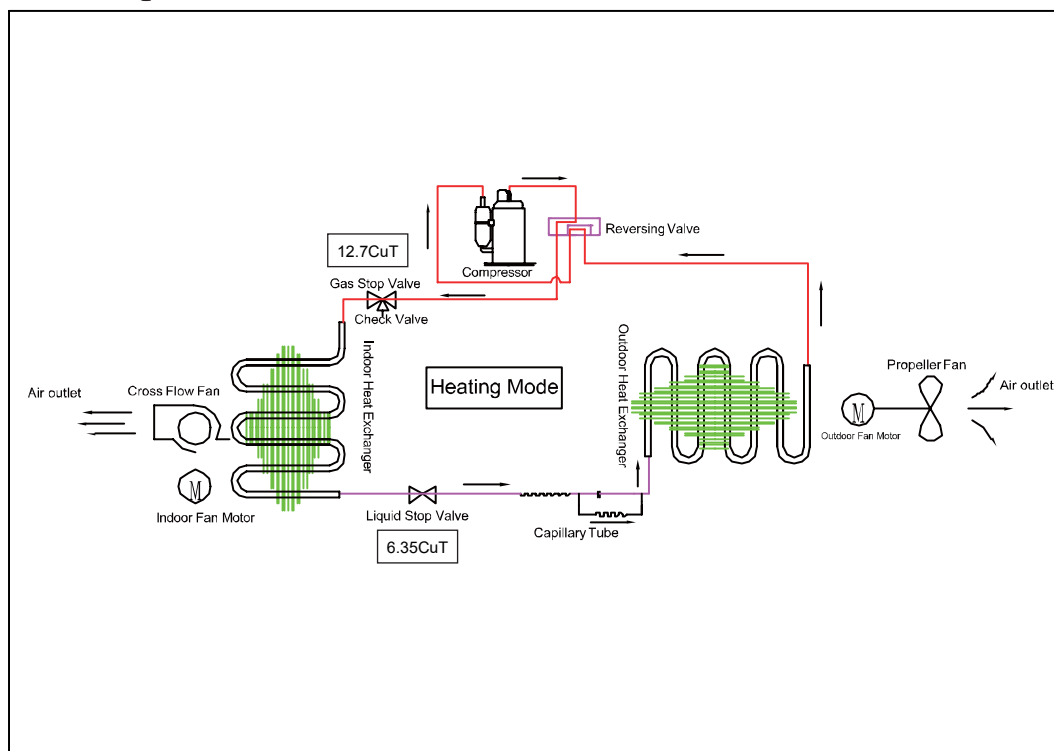 Reversing Valve
12.7CuT
Compressor
Gas Stop Valve
Check Valve
Indoor Heat Exchanger
Outdoor Heat Exchanger
Heating Mode
Air outlet
Cross Flow Fan
Propeller Fan
Air outlet
M
Outdoor Fan Motor
M
Indoor Fan Motor
Liquid Stop Valve
Capillary Tube
6.35CuT